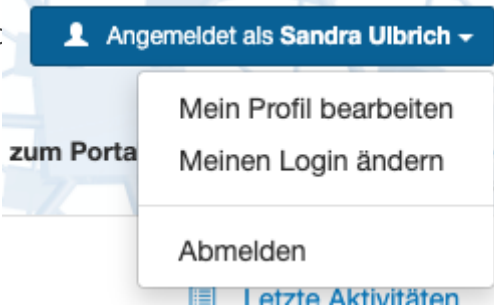 Angemeldet als Sandra Ulbrich
Mein Profil bearbeiten
zum Porta
Meinen Login ändern
Abmelden
Letzte Aktivitäten